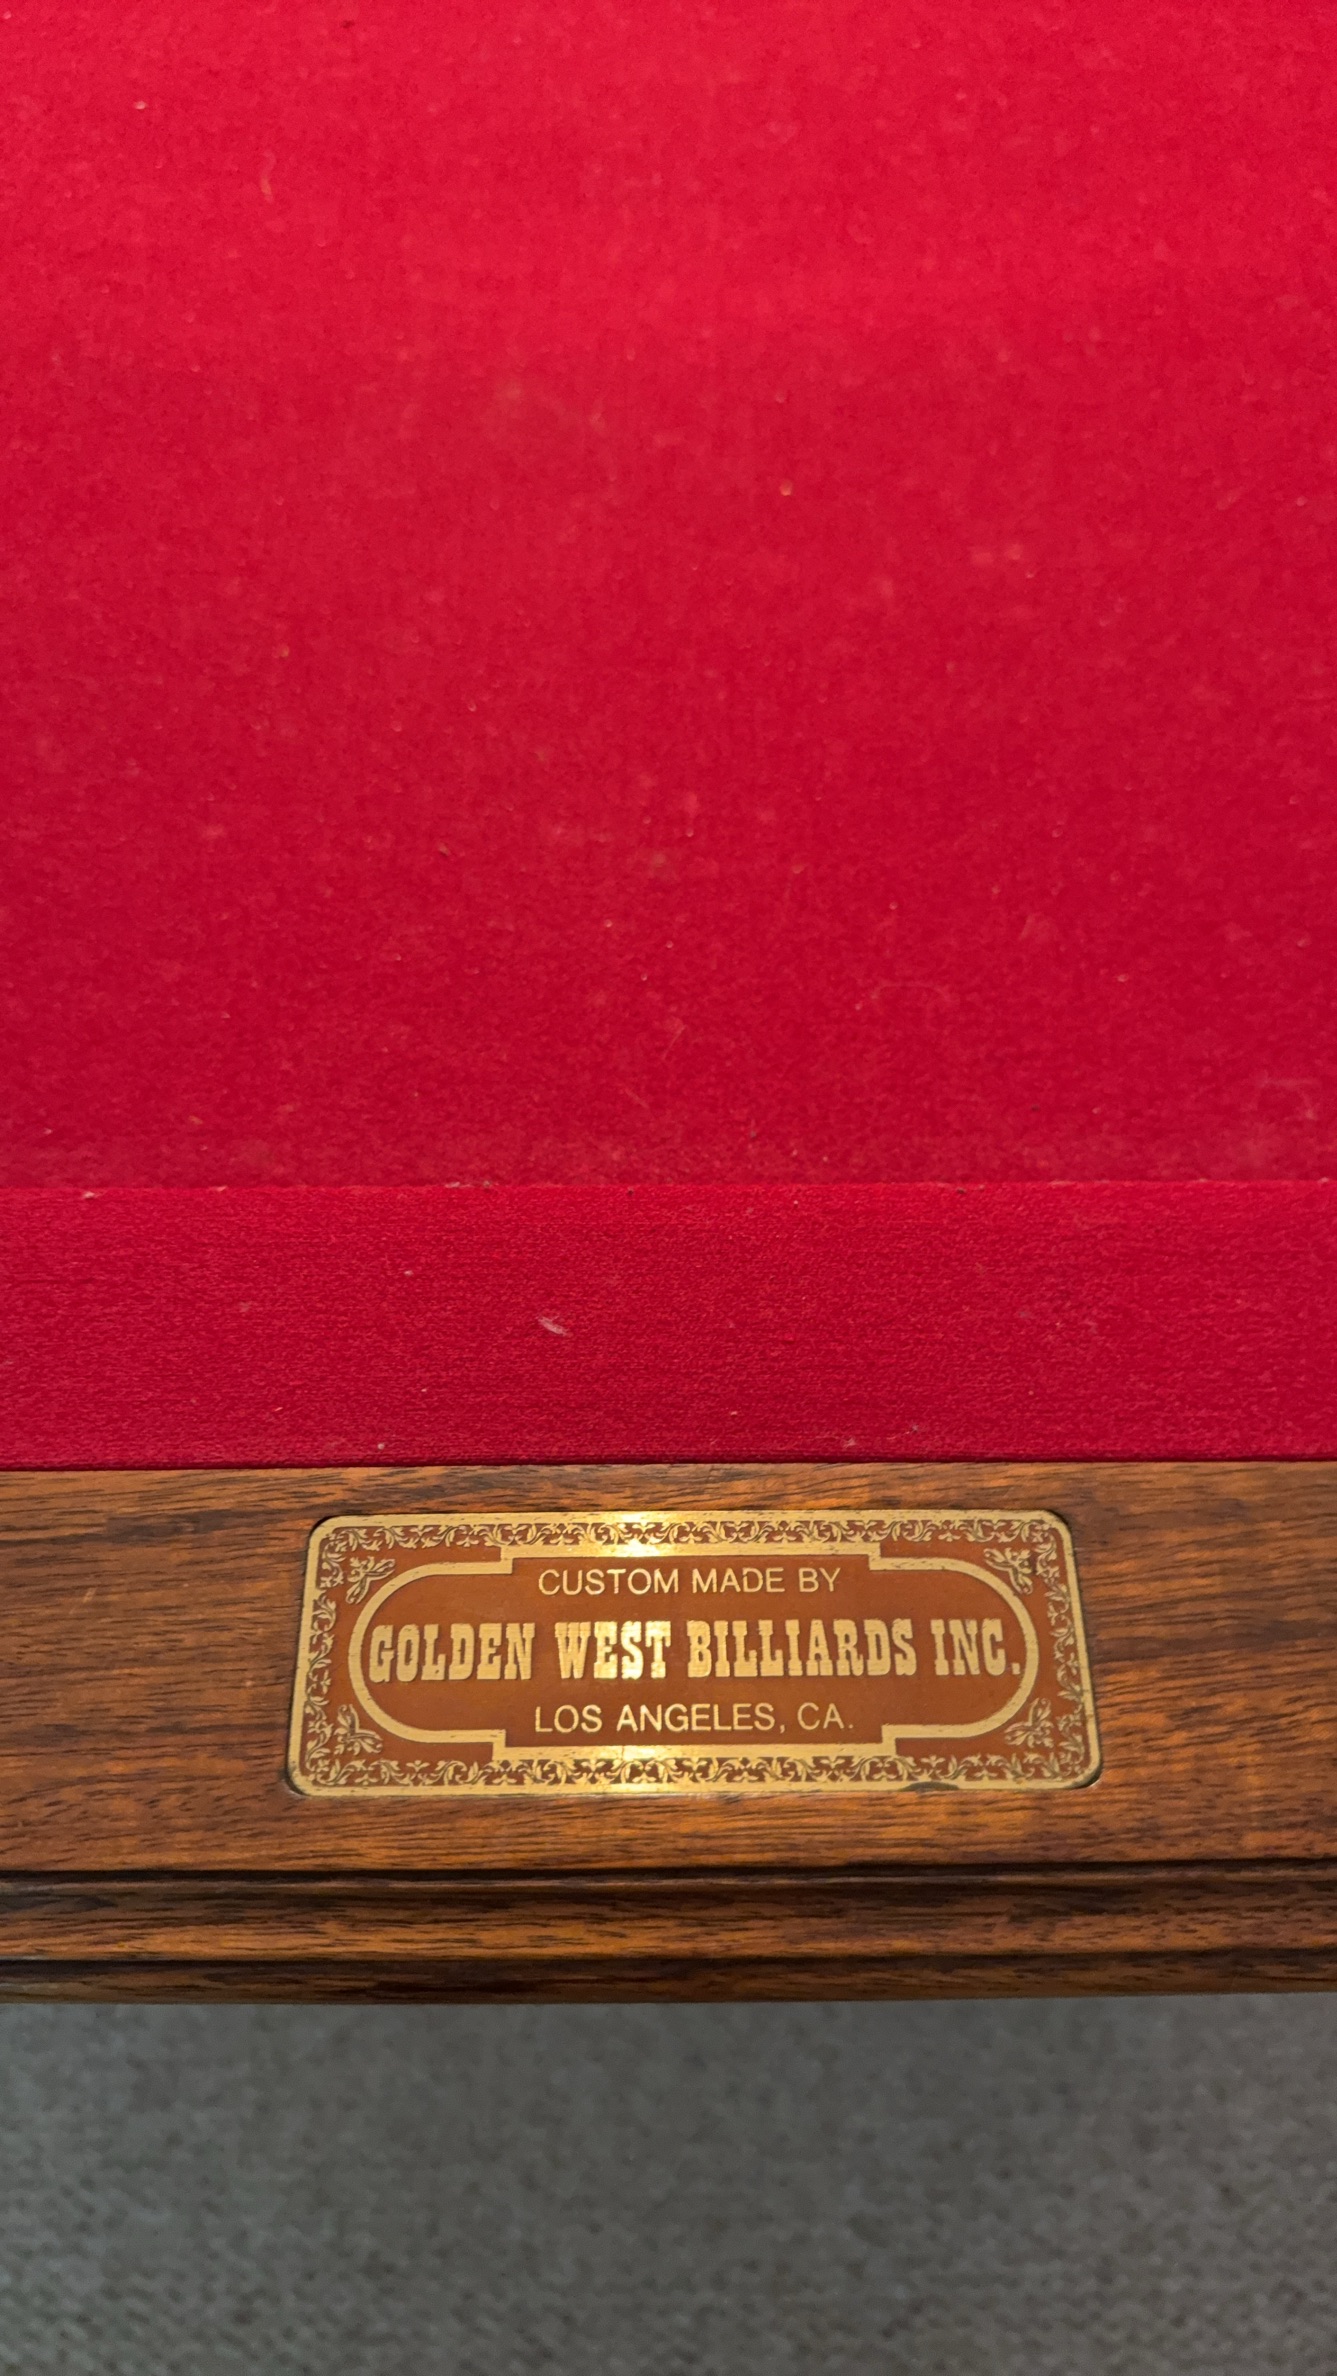 CUSTOM MADE BY
GOLDEN WEST BILLIARDS INC.
LOS ANGELES, CA.